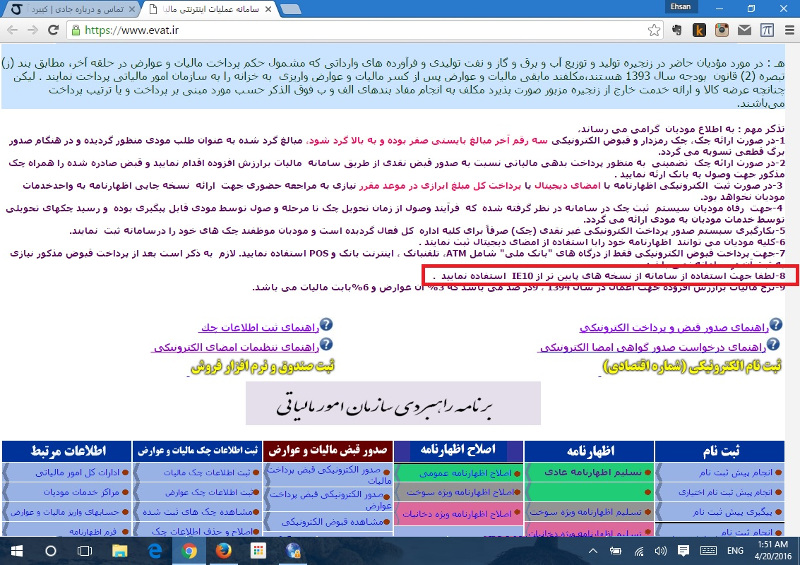 Ehsan
سامانه عملیات اینترنتی مالیا
تماس و درباره جادی | کیبرد
https://www.evat.ir
هـ : در مورد مؤدیان حاضر در زنجیره تولید و توزیع آب و برق و گاز و نفت تولیدی و فرآورده های وارداتی که مشمول حکم پرداخت مالیات و عوارض در حلقه آخر، مطابق بند (ز)
تبصره (2) قانون بودجه سال 1393 هستند،مکلفند مابقی مالیات و عوارض پس از کسر مالیات و عوارض واریزی به خزانه را به سازمان امور مالیاتی پرداخت نمایند . لیکن
چنانچه عرضه کالا و ارائه خدمت خارج از زنجیره مزبور صورت پذیرد مکلف به انجام مفاد بندهای الف و ب فوق الذکر حسب مورد مبنی بر پرداخت و یا ترتیب پرداخت
می‌باشند.
تذکر مهم : به اطلاع مودیان گرامی می رساند.
1-در صورت ارائه چک، چک رمزدار و قبوض الکترونیکی سه رقم آخر مبالغ بایستی صفر بوده و به بالا گرد شود، مبالغ گرد شده به عنوان طلب مودی منظور گردیده و در هنگام صدور
برگ قطعی تسویه می گردد.
2-در صورت ارائه چک تضمینی به منظور پرداخت بدهی مالیاتی نسبت به صدور قبض نقدی از طریق سامانه مالیات برارزش افزوده اقدام نمایید و قبض صادره شده را همراه چک
مذکور جهت وصول به بانک ارئه نمایید .
3-در صورت ثبت الکترونیکی اظهارنامه با امضای دیجیتال با پرداخت کل مبلغ ابرازی در موعد مقرر نیازی به مراجعه حضوری جهت ارائه نسخه چاپی اظهارنامه به واحدخدمات
مودیان نخواهد بود.
4-جهت رفاه مودیان سیستم ثبت چک در سامانه در نظر گرفته شده که فرآیند وصول از زمان تحویل چک تا مرحله و صول توسط مودی قابل پیگیری بوده و رسید چکهای تحویلی
توسط خدمات مودیان به مودی ارائه می گردد.
5-بکارگیری سیستم صدور پرداخت الکترونیکی غیر نقدی (چک) صرفاً برای کلیه اداره کل فعال گردیده است و مودیان موظفند چک های خود را درسامانه ثبت نمایند.
6-کلیه مودیان می توانند اظهارنامه خود رابا استفاده از امضای دیجیتال ثبت نمایند .
7-جهت پرداخت قبوض الکترونیکی فقط از درگاه های "بانک ملی" شامل ATM، تلفنبانک ، اینترنت بانک و POS استفاده نمایید. لازم به ذکر است بعد از پرداخت قبوض مذکور نیازی
8-لطفا جهت استفاده از سامانه از نسخه های پایین تر از IE10 استفاده نمایید .
9-نرخ مالیات برارزش افزوده جهت اعمال در سال 1394 ، 9در صد می باشد که 3% آن عوارض و 6%بابت مالیات می باشد.
راهنمای صدور قبض و پرداخت الکترونیکی
راهنمای ثبت اطلاعات چك
راهنمای درخواست صدور گواهی امضا الکترونیکی
راهنمای تنظیمات امضای الکترونیکی
ثبت نام الکترونیکی (شماره اقتصادی)
ثبت صندوق و نرم افزار فروش
برنامه راهبردی سازمان امور مالیاتی
ثبت نام
اظهارنامه
اصلاح اظهارنامه
صدور قبض مالیات و عوارض
ثبت اطلاعات چک مالیات و عوارض
اطلاعات مرتبط
انجام پیش ثبت نام
تسلیم اظهارنامه عادی
اصلاح اظهارنامه عمومی
صدور الکترونیکی قبض پرداخت
مالیات
ثبت اطلاعات چک مالیات
ادارات کل امور مالیاتی
انجام پیش ثبت نام اختیاری
اصلاح اظهارنامه ویژه سوخت
صدور الکترونیکی قبض پرداخت
عوارض
ثبت اطلاعات چک عوارض
مراکز خدمات مودیان
پیگیری پیش ثبت نام
تسلیم اظهارنامه ویژه سوخت
اصلاح اظهارنامه ویژه دخانیات
مشاهده قبوض الکترونیکی
مشاهده چک های ثبت شده
حسابهای واریز مالیات و عوارض
انجام ثبت نام
تسلیم اظهارنامه ویژه دخانیات
اصلاح و حذف اطلاعات چک
فرم اظهارنامه
ENG
1:51 AM
4/20/2016